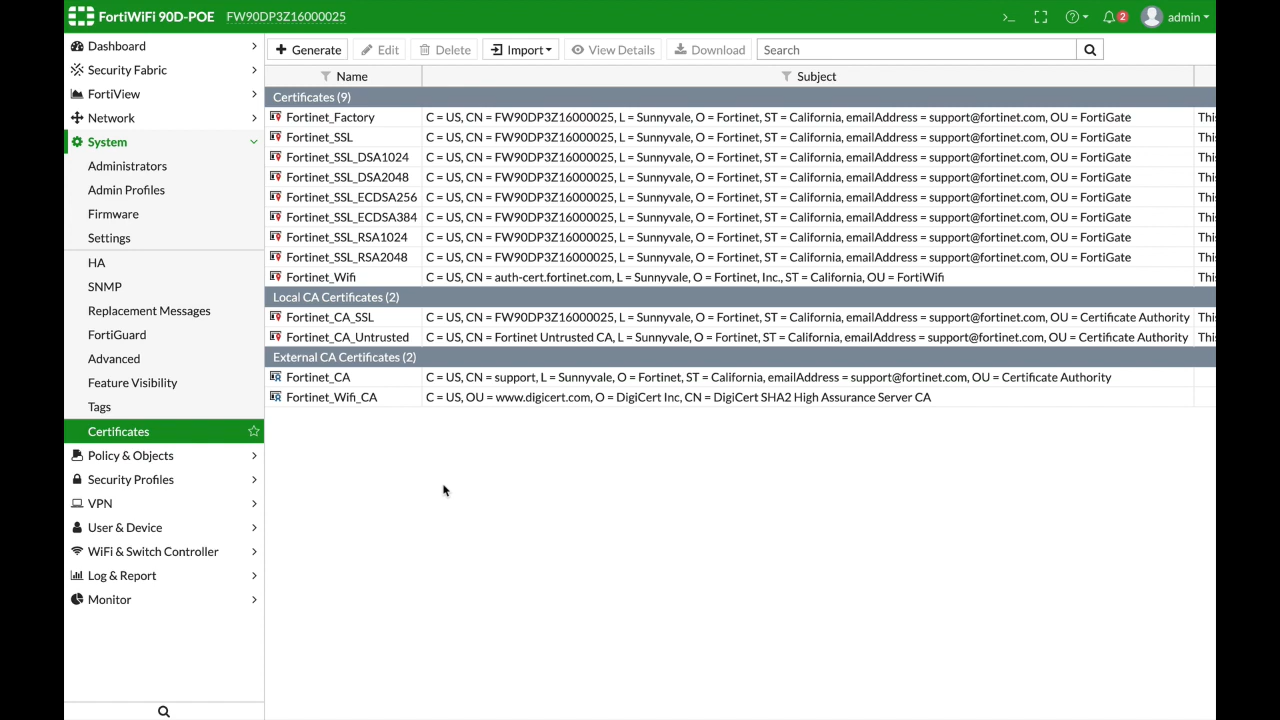 FortiWiFi 90D-POE FW90DP3Z16000025 >_ 2 admin
Dashboard
Security Fabric
FortiView
Network
System
Administrators
Admin Profiles
Firmware
Settings
HA
SNMP
Replacement Messages
FortiGuard
Advanced
Feature Visibility
Tags
Certificates
Policy & Objects
Security Profiles
VPN
User & Device
WiFi & Switch Controller
Log & Report
Monitor
+ Generate Edit Delete Import View Details Download Search
Name Subject
Certificates (9)
Fortinet_Factory C = US, CN = FW90DP3Z16000025, L = Sunnyvale, O = Fortinet, ST = California, emailAddress = support@fortinet.com, OU = FortiGate This
Fortinet_SSL C = US, CN = FW90DP3Z16000025, L = Sunnyvale, O = Fortinet, ST = California, emailAddress = support@fortinet.com, OU = FortiGate This
Fortinet_SSL_DSA1024 C = US, CN = FW90DP3Z16000025, L = Sunnyvale, O = Fortinet, ST = California, emailAddress = support@fortinet.com, OU = FortiGate This
Fortinet_SSL_DSA2048 C = US, CN = FW90DP3Z16000025, L = Sunnyvale, O = Fortinet, ST = California, emailAddress = support@fortinet.com, OU = FortiGate This
Fortinet_SSL_ECDSA256 C = US, CN = FW90DP3Z16000025, L = Sunnyvale, O = Fortinet, ST = California, emailAddress = support@fortinet.com, OU = FortiGate This
Fortinet_SSL_ECDSA384 C = US, CN = FW90DP3Z16000025, L = Sunnyvale, O = Fortinet, ST = California, emailAddress = support@fortinet.com, OU = FortiGate This
Fortinet_SSL_RSA1024 C = US, CN = FW90DP3Z16000025, L = Sunnyvale, O = Fortinet, ST = California, emailAddress = support@fortinet.com, OU = FortiGate This
Fortinet_SSL_RSA2048 C = US, CN = FW90DP3Z16000025, L = Sunnyvale, O = Fortinet, ST = California, emailAddress = support@fortinet.com, OU = FortiGate This
Fortinet_Wifi C = US, CN = auth-cert.fortinet.com, L = Sunnyvale, O = Fortinet, Inc., ST = California, OU = FortiWifi This
Local CA Certificates (2)
Fortinet_CA_SSL C = US, CN = FW90DP3Z16000025, L = Sunnyvale, O = Fortinet, ST = California, emailAddress = support@fortinet.com, OU = Certificate Authority This
Fortinet_CA_Untrusted C = US, CN = Fortinet Untrusted CA, L = Sunnyvale, O = Fortinet, ST = California, emailAddress = support@fortinet.com, OU = Certificate Authority This
External CA Certificates (2)
Fortinet_CA C = US, CN = support, L = Sunnyvale, O = Fortinet, ST = California, emailAddress = support@fortinet.com, OU = Certificate Authority
Fortinet_Wifi_CA C = US, OU = www.digicert.com, O = DigiCert Inc, CN = DigiCert SHA2 High Assurance Server CA